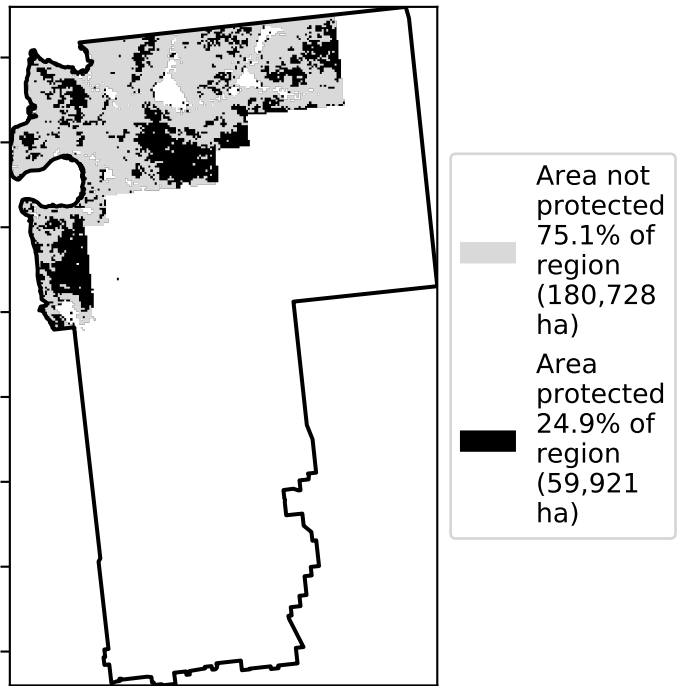 Area not
protected
75.1% of
region
(180,728
ha)
Area
protected
24.9% of
region
(59,921
ha)